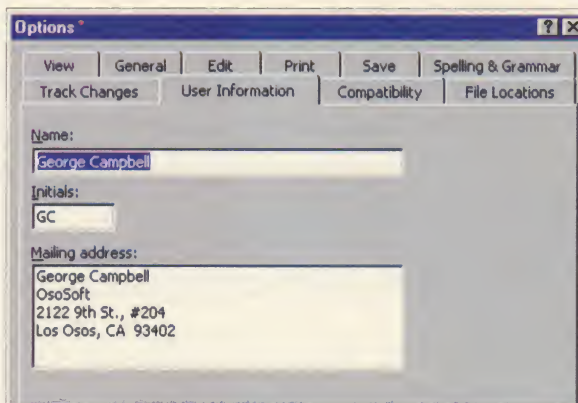 Options
View General Edit Print Save Spelling & Grammar
Track Changes User Information Compatibility File Locations
Name:
George Campbell
Initials:
GC
Mailing address:
George Campbell
OsoSoft
2122 9th St., #204
Los Osos, CA 93402